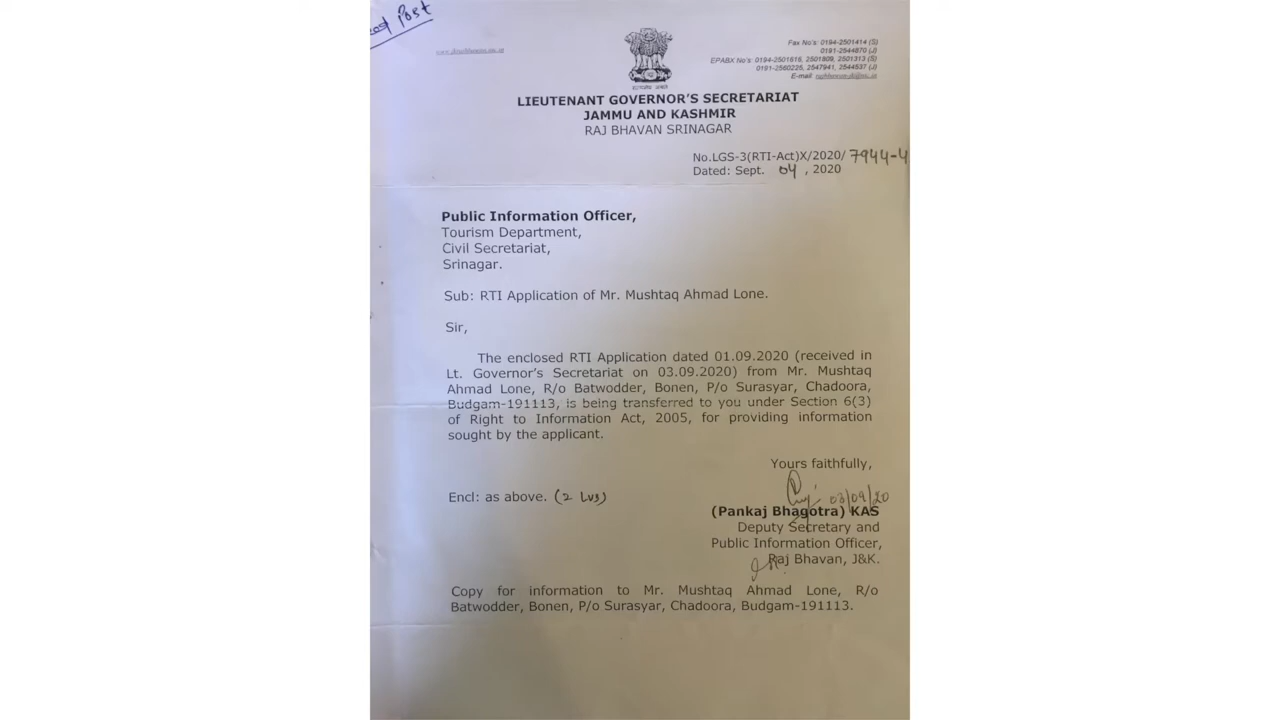 Post
Fax No's: 0194-2501414 (S)
0191-2544870 (J)
EPABX No's: 0194-2501616, 2501809, 2501313 (S)
0191-2560225, 2547941, 2544537 (J)
E-mail:
LIEUTENANT GOVERNOR'S SECRETARIAT
JAMMU AND KASHMIR
RAJ BHAVAN SRINAGAR
No.LGS-3(RTI-Act)X/2020/ 7944-4
Dated: Sept. 04, 2020
Public Information Officer,
Tourism Department,
Civil Secretariat,
Srinagar.
Sub: RTI Application of Mr. Mushtaq Ahmad Lone.
Sir,
The enclosed RTI Application dated 01.09.2020 (received in
Lt. Governor's Secretariat on 03.09.2020) from Mr. Mushtaq
Ahmad Lone, R/o Batwodder, Bonen, P/o Surasyar, Chadoora,
Budgam-191113, is being transferred to you under Section 6(3)
of Right to Information Act, 2005, for providing information
sought by the applicant.
Yours faithfully,
03/09/20
Encl: as above. (2 Lvs)
(Pankaj Bhagotra) KAS
Deputy Secretary and
Public Information Officer,
Raj Bhavan, J&K.
Copy for information to Mr. Mushtaq Ahmad Lone, R/o
Batwodder, Bonen, P/o Surasyar, Chadoora, Budgam-191113.